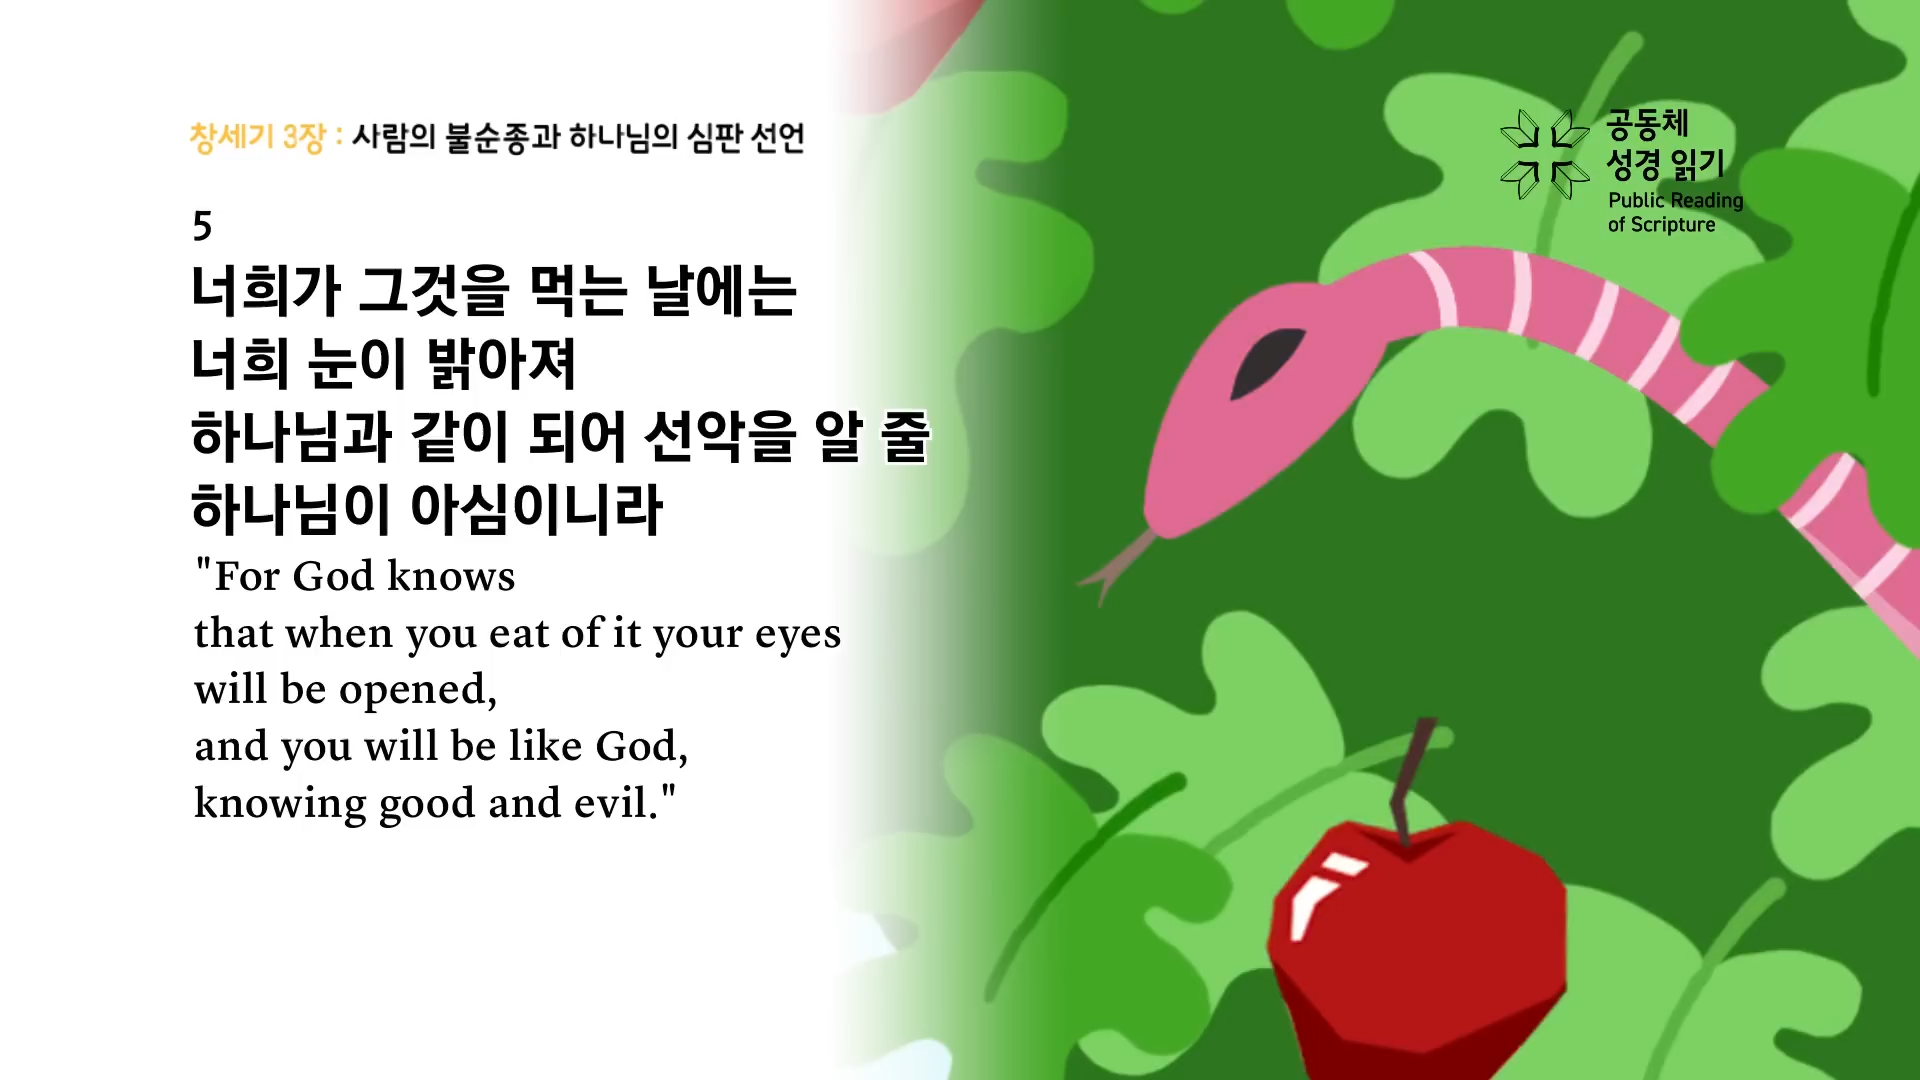 창세기 3장 : 사람의 불순종과 하나님의 심판 선언
공동체
성경 읽기
Public Reading
of Scripture
5
너희가 그것을 먹는 날에는
너희 눈이 밝아져
하나님과 같이 되어 선악을 알 줄
하나님이 아심이니라
"For God knows
that when you eat of it your eyes
will be opened,
and you will be like God,
knowing good and evil."